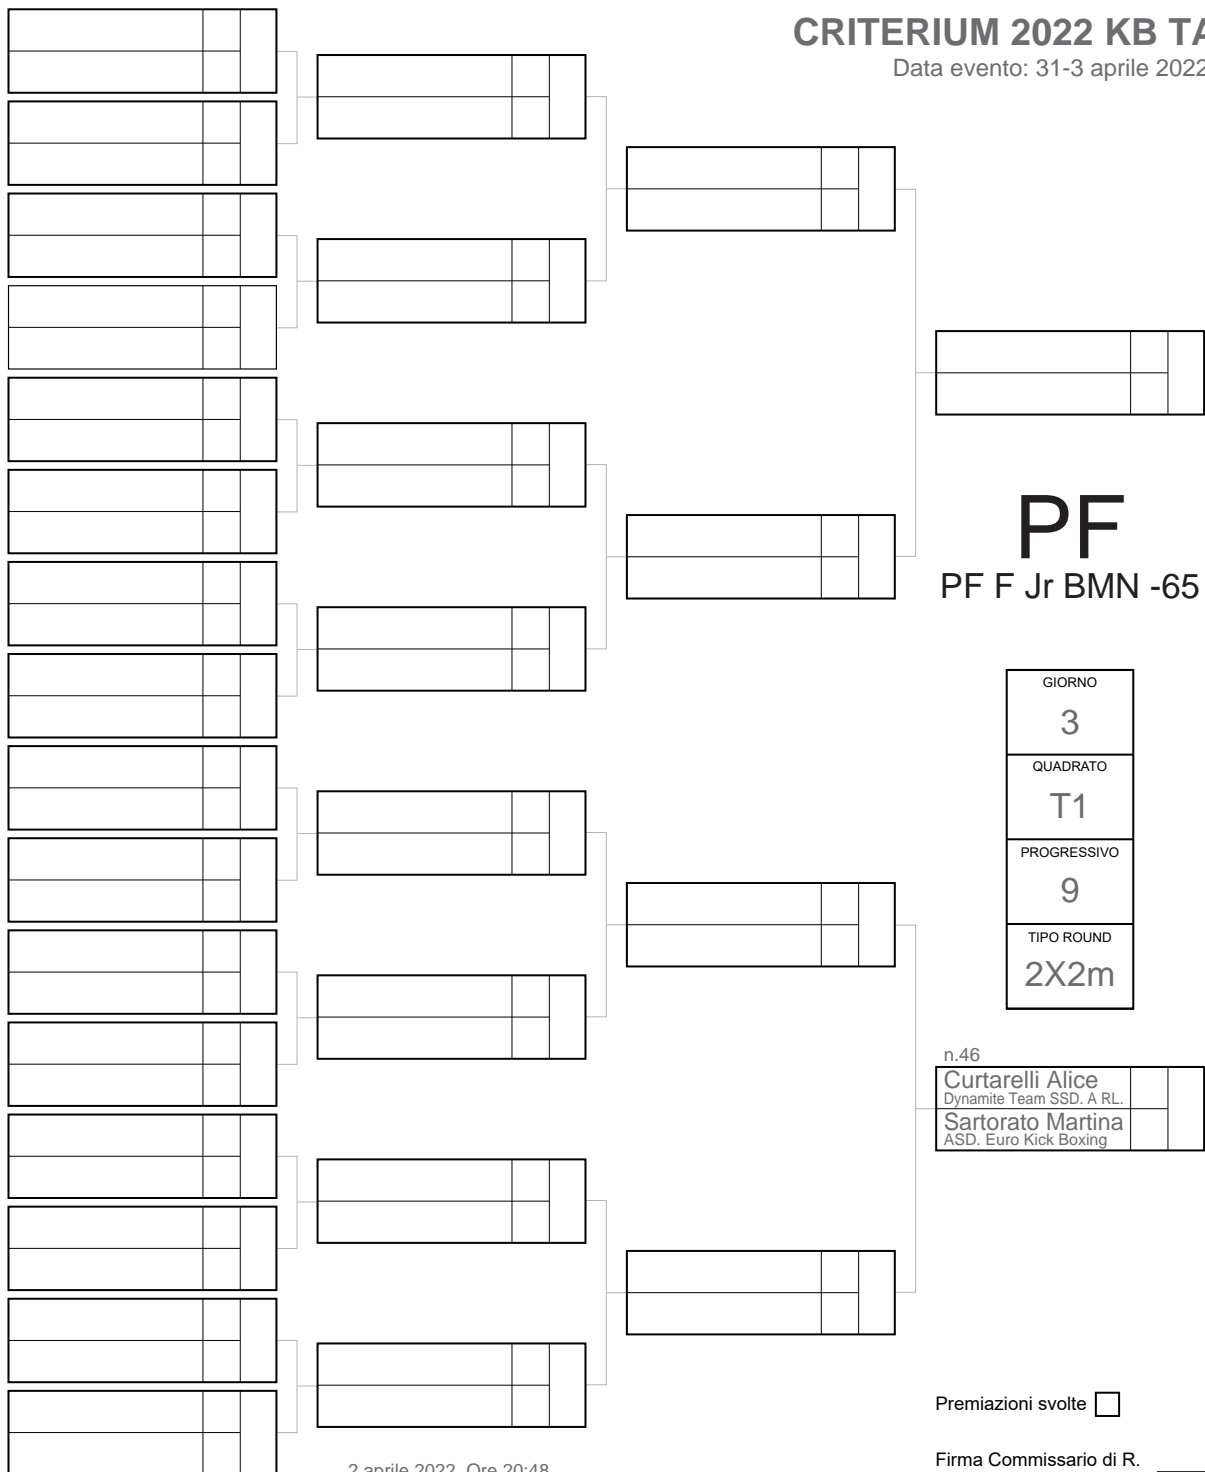 CRITERIUM 2022 KB TA
Data evento: 31-3 aprile 2022
PF
PF F Jr BMN -65
GIORNO
3
QUADRATO
T1
PROGRESSIVO
9
TIPO ROUND
2X2m
n.46
Curtarelli Alice
Dynamite Team SSD. A RL.
Sartorato Martina
ASD. Euro Kick Boxing
Premiazioni svolte
Firma Commissario di R.
2 aprile 2022 Ore 20:48